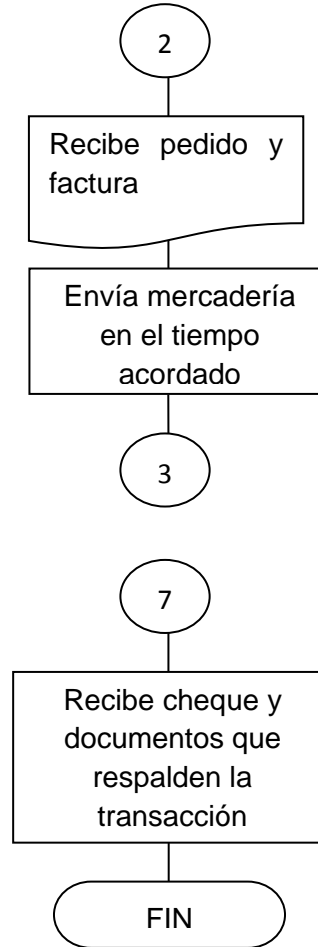 2
Recibe pedido y
factura
Envía mercadería
en el tiempo
acordado
3
7
Recibe cheque y
documentos que
respalden la
transacción
FIN